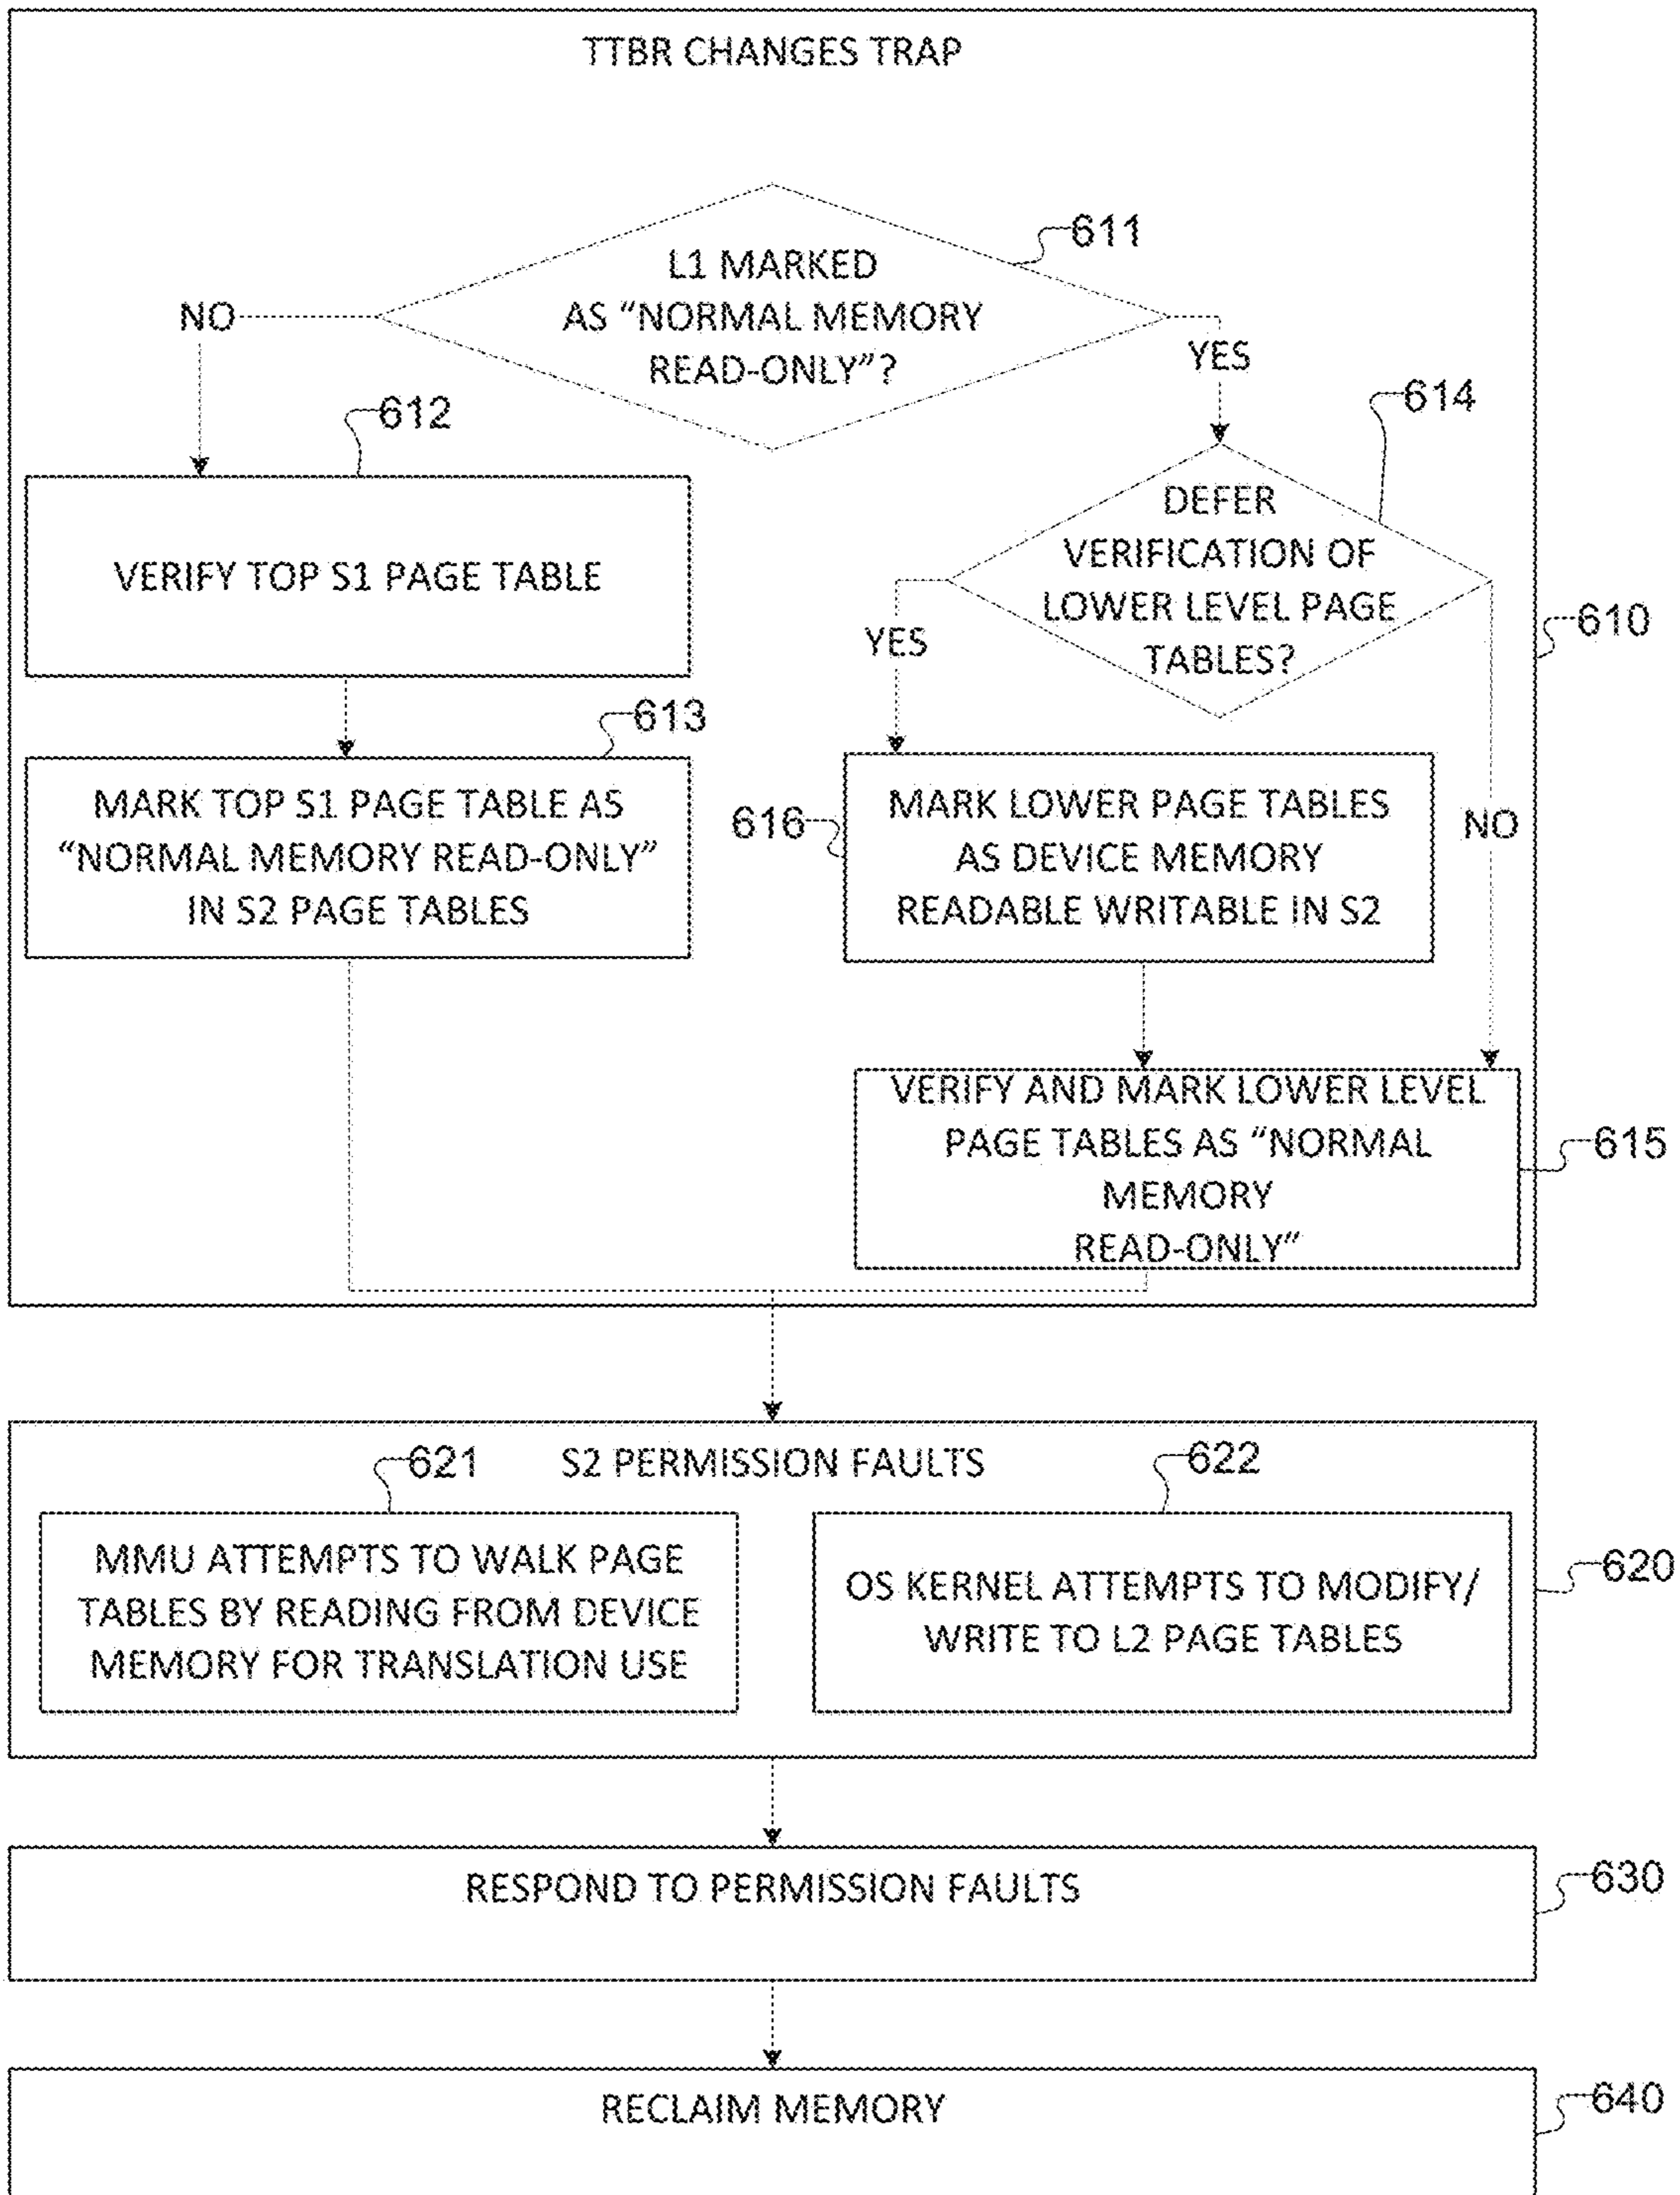 TTBR CHANGES TRAP
611
L1 MARKED
AS “NORMAL MEMORY
READ-ONLY”?
NO
YES
612
614
VERIFY TOP S1 PAGE TABLE
DEFER
VERIFICATION OF
LOWER LEVEL PAGE
TABLES?
610
YES
613
MARK TOP S1 PAGE TABLE AS
“NORMAL MEMORY READ-ONLY”
IN S2 PAGE TABLES
616
MARK LOWER PAGE TABLES
AS DEVICE MEMORY
READABLE WRITABLE IN S2
NO
VERIFY AND MARK LOWER LEVEL
PAGE TABLES AS “NORMAL
MEMORY
READ-ONLY”
615
621
S2 PERMISSION FAULTS
622
MMU ATTEMPTS TO WALK PAGE
TABLES BY READING FROM DEVICE
MEMORY FOR TRANSLATION USE
OS KERNEL ATTEMPTS TO MODIFY/
WRITE TO L2 PAGE TABLES
620
RESPOND TO PERMISSION FAULTS
630
RECLAIM MEMORY
640